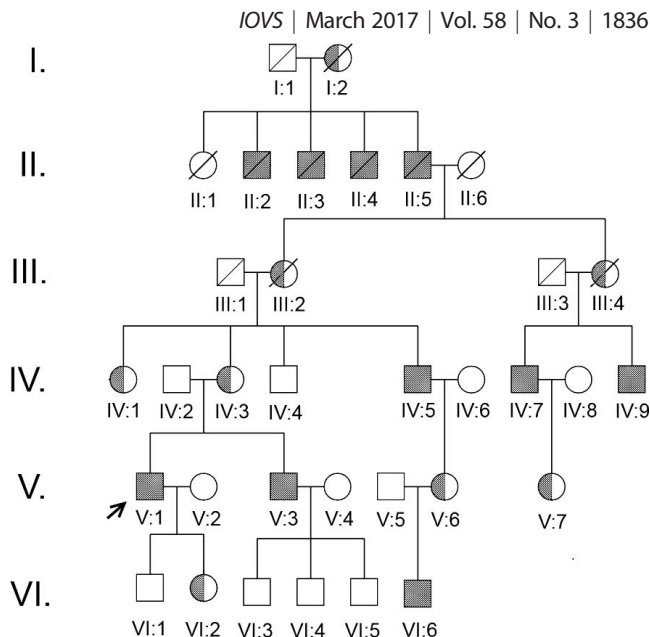 IOVS | March 2017 | Vol. 58 | No. 3 | 1836
I.
I:1 I:2
II.
II:1 II:2 II:3 II:4 II:5 II:6
III.
III:1 III:2 III:3 III:4
IV.
IV:1 IV:2 IV:3 IV:4 IV:5 IV:6 IV:7 IV:8 IV:9
V.
V:1 V:2 V:3 V:4 V:5 V:6 V:7
VI.
VI:1 VI:2 VI:3 VI:4 VI:5 VI:6